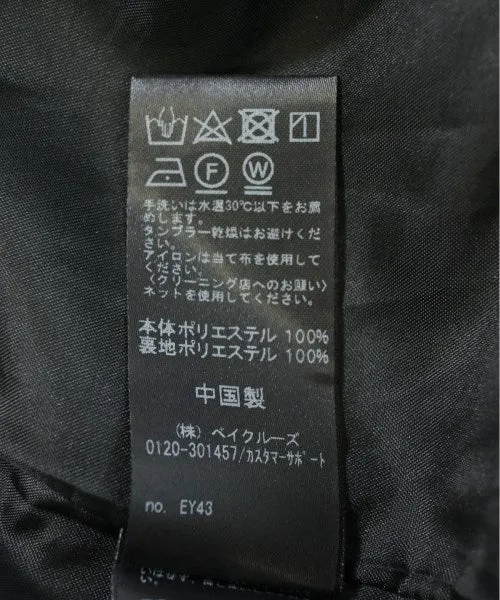 F W
手洗いは水温30℃以下をお薦
めします。
タンブラー乾燥はお避けくだ
さい。
アイロンは当て布を使用して
ください。
〈クリーニング店へのお願い〉
ネットを使用してください。
本体ポリエステル 100%
裏地ポリエステル 100%
中国製
(株) ベイクルーズ
0120-301457/カスタマーサポート
no. EY43